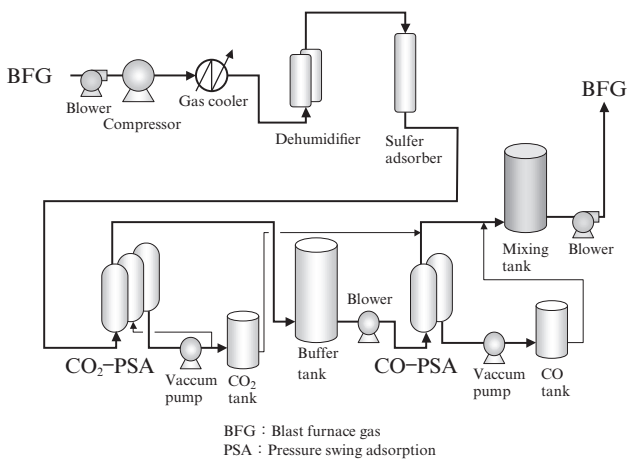 BFG
Blower
Compressor
Gas cooler
Dehumidifier
Sulfer
adsorber
BFG
Mixing
tank
Blower
CO₂−PSA
Vaccum
pump
CO₂
tank
Buffer
tank
Blower
CO−PSA
Vaccum
pump
CO
tank
BFG : Blast furnace gas
PSA : Pressure swing adsorption